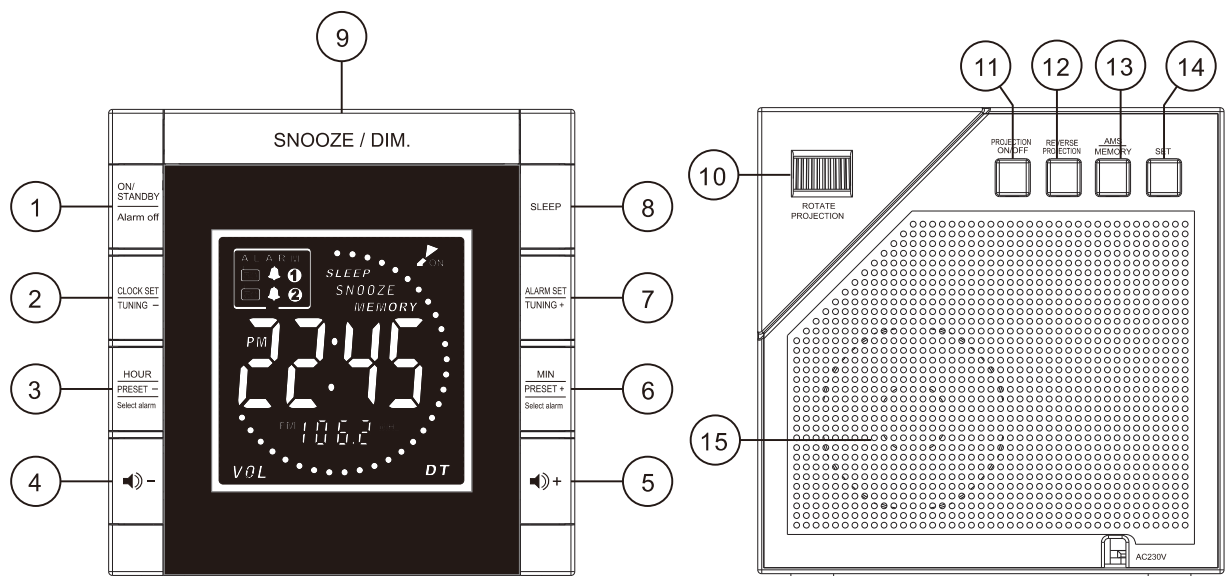 9
SNOOZE / DIM.
1
ON/
STANDBY
Alarm off
2
CLOCK SET
TUNING −
3
HOUR
PRESET −
Select alarm
4
−
SLEEP
8
ALARM SET
TUNING +
7
MIN
PRESET +
Select alarm
6
+
5
ALARM
1
2
SLEEP
SNOOZE
MEMORY
ON
PM
22:45
FM 106.2
VOL
DT
11
12
13
14
PROJECTION
ON/OFF
REVERSE
PROJECTION
AMS
MEMORY
SET
10
ROTATE
PROJECTION
15
AC230V